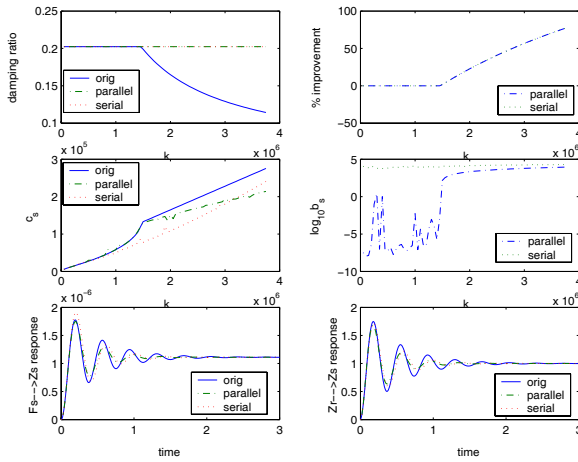 damping ratio
0.25
0.2
0.15
0.1
0 1 2 3 4
k
x 10^6
orig
parallel
serial
% improvement
100
50
0
−50
0 1 2 3 4
k
x 10^6
parallel
serial
c_s
x 10^5
3
2
1
0
0 1 2 3 4
k
x 10^6
orig
parallel
serial
log_10 b_s
5
0
−5
−10
0 1 2 3 4
k
x 10^6
parallel
serial
Fs−−>Zs response
x 10^-6
2
1.5
1
0.5
0
0 1 2 3
time
orig
parallel
serial
Zr−−−>Zs response
2
1.5
1
0.5
0
0 1 2 3
time
orig
parallel
serial